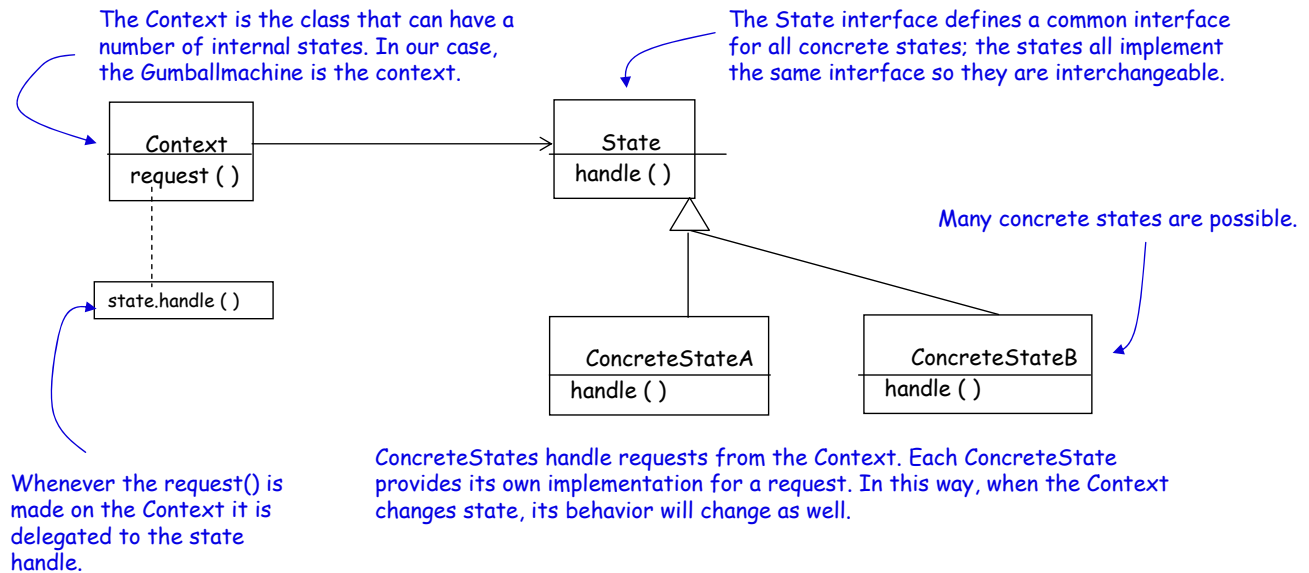 The Context is the class that can have a
number of internal states. In our case,
the Gumballmachine is the context.
The State interface defines a common interface
for all concrete states; the states all implement
the same interface so they are interchangeable.
Context
request ( )
State
handle ( )
Many concrete states are possible.
state.handle ( )
ConcreteStateA
handle ( )
ConcreteStateB
handle ( )
Whenever the request() is
made on the Context it is
delegated to the state
handle.
ConcreteStates handle requests from the Context. Each ConcreteState
provides its own implementation for a request. In this way, when the Context
changes state, its behavior will change as well.